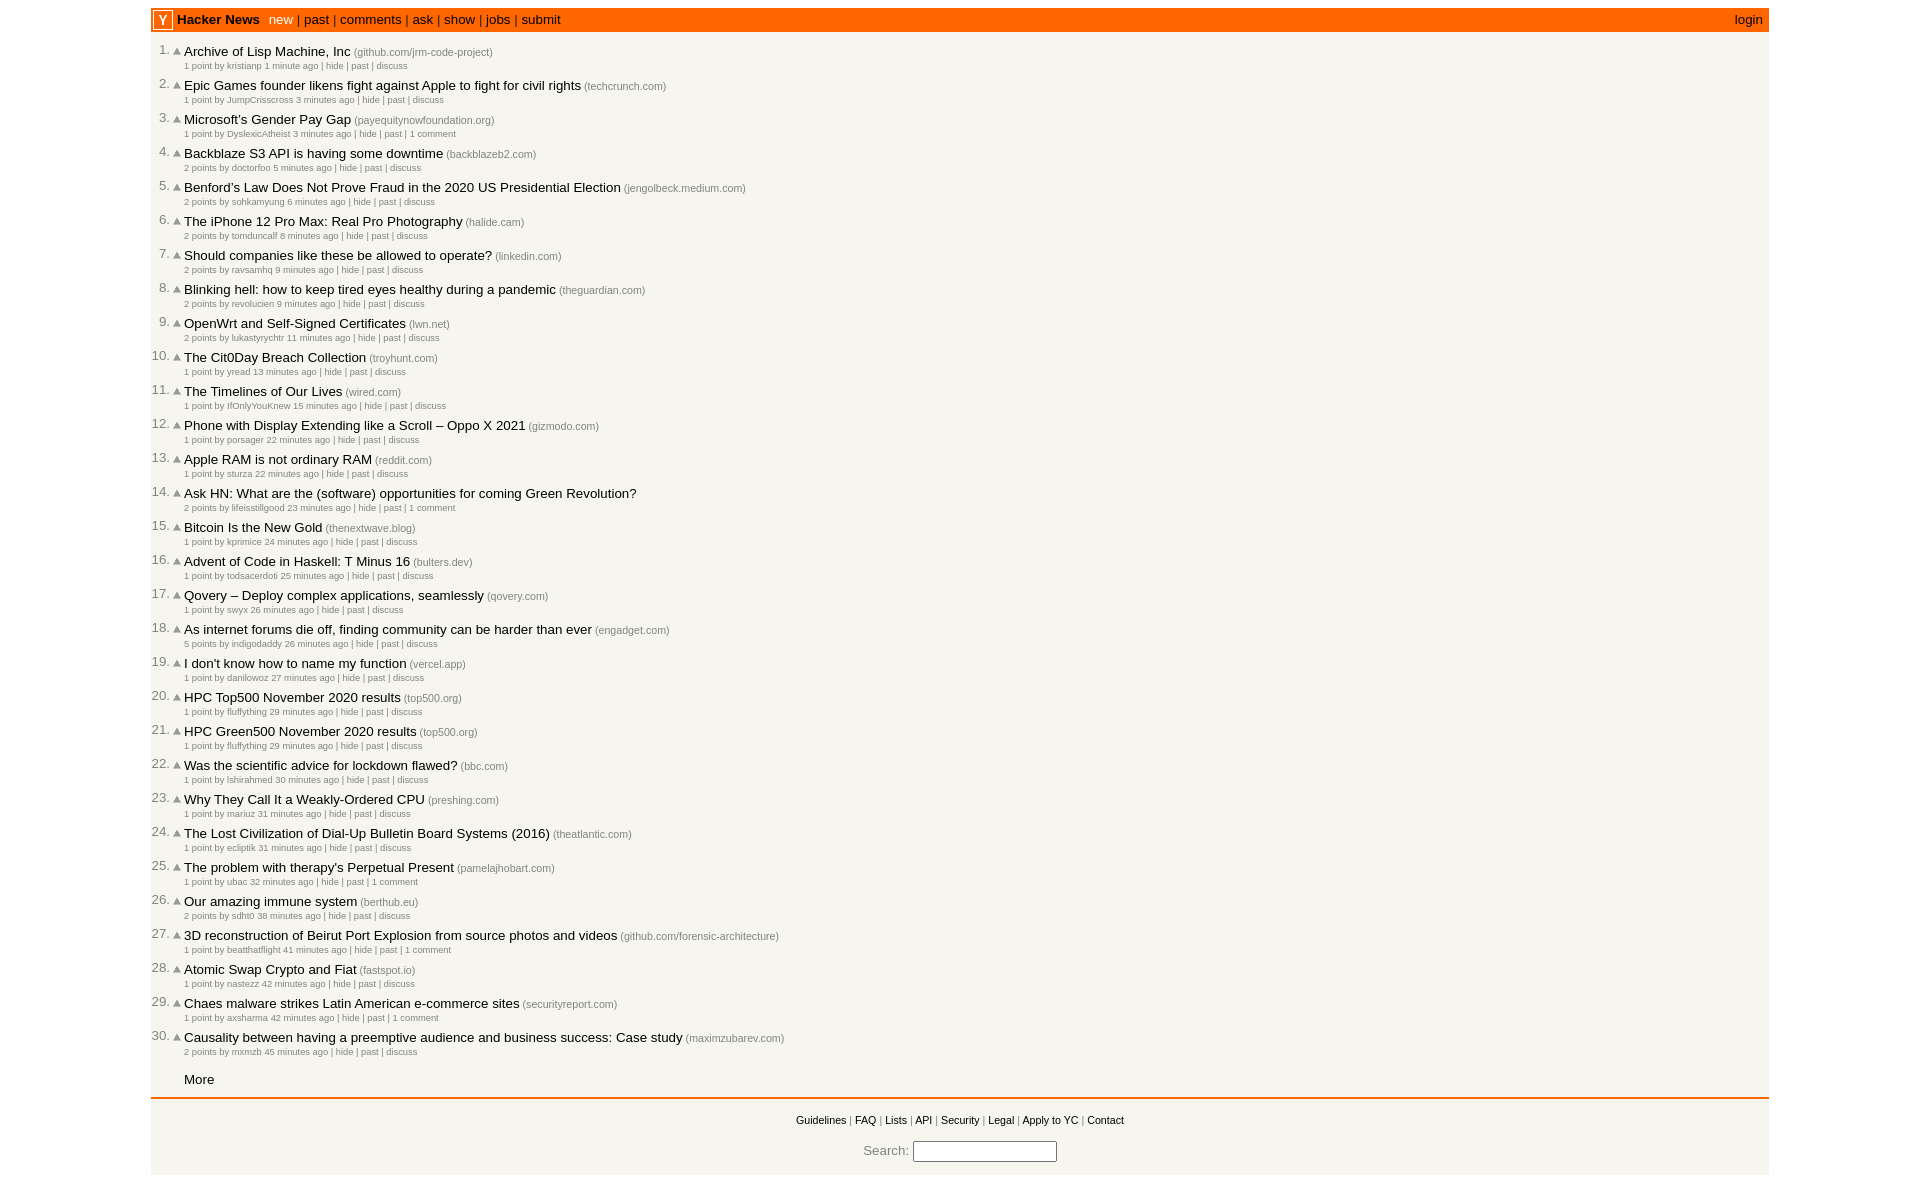 Y Hacker News new | past | comments | ask | show | jobs | submit login
1. Archive of Lisp Machine, Inc (github.com/jrm-code-project)
1 point by kristianp 1 minute ago | hide | past | discuss
2. Epic Games founder likens fight against Apple to fight for civil rights (techcrunch.com)
1 point by JumpCrisscross 3 minutes ago | hide | past | discuss
3. Microsoft’s Gender Pay Gap (payequitynowfoundation.org)
1 point by DyslexicAtheist 3 minutes ago | hide | past | 1 comment
4. Backblaze S3 API is having some downtime (backblazeb2.com)
2 points by doctorfoo 5 minutes ago | hide | past | discuss
5. Benford’s Law Does Not Prove Fraud in the 2020 US Presidential Election (jengolbeck.medium.com)
2 points by sohkamyung 6 minutes ago | hide | past | discuss
6. The iPhone 12 Pro Max: Real Pro Photography (halide.cam)
2 points by tomduncalf 8 minutes ago | hide | past | discuss
7. Should companies like these be allowed to operate? (linkedin.com)
2 points by ravsamhq 9 minutes ago | hide | past | discuss
8. Blinking hell: how to keep tired eyes healthy during a pandemic (theguardian.com)
2 points by revolucien 9 minutes ago | hide | past | discuss
9. OpenWrt and Self-Signed Certificates (lwn.net)
2 points by lukastyrychtr 11 minutes ago | hide | past | discuss
10. The Cit0Day Breach Collection (troyhunt.com)
1 point by yread 13 minutes ago | hide | past | discuss
11. The Timelines of Our Lives (wired.com)
1 point by IfOnlyYouKnew 15 minutes ago | hide | past | discuss
12. Phone with Display Extending like a Scroll – Oppo X 2021 (gizmodo.com)
1 point by porsager 22 minutes ago | hide | past | discuss
13. Apple RAM is not ordinary RAM (reddit.com)
1 point by sturza 22 minutes ago | hide | past | discuss
14. Ask HN: What are the (software) opportunities for coming Green Revolution?
2 points by lifeisstillgood 23 minutes ago | hide | past | 1 comment
15. Bitcoin Is the New Gold (thenextwave.blog)
1 point by kprimice 24 minutes ago | hide | past | discuss
16. Advent of Code in Haskell: T Minus 16 (bulters.dev)
1 point by todsacerdoti 25 minutes ago | hide | past | discuss
17. Qovery – Deploy complex applications, seamlessly (qovery.com)
1 point by swyx 26 minutes ago | hide | past | discuss
18. As internet forums die off, finding community can be harder than ever (engadget.com)
5 points by indigodaddy 26 minutes ago | hide | past | discuss
19. I don't know how to name my function (vercel.app)
1 point by danilowoz 27 minutes ago | hide | past | discuss
20. HPC Top500 November 2020 results (top500.org)
1 point by fluffything 29 minutes ago | hide | past | discuss
21. HPC Green500 November 2020 results (top500.org)
1 point by fluffything 29 minutes ago | hide | past | discuss
22. Was the scientific advice for lockdown flawed? (bbc.com)
1 point by lshirahmed 30 minutes ago | hide | past | discuss
23. Why They Call It a Weakly-Ordered CPU (preshing.com)
1 point by mariuz 31 minutes ago | hide | past | discuss
24. The Lost Civilization of Dial-Up Bulletin Board Systems (2016) (theatlantic.com)
1 point by ecliptik 31 minutes ago | hide | past | discuss
25. The problem with therapy's Perpetual Present (pamelajhobart.com)
1 point by ubac 32 minutes ago | hide | past | 1 comment
26. Our amazing immune system (berthub.eu)
2 points by sdht0 38 minutes ago | hide | past | discuss
27. 3D reconstruction of Beirut Port Explosion from source photos and videos (github.com/forensic-architecture)
1 point by beatthatflight 41 minutes ago | hide | past | 1 comment
28. Atomic Swap Crypto and Fiat (fastspot.io)
1 point by nastezz 42 minutes ago | hide | past | discuss
29. Chaes malware strikes Latin American e-commerce sites (securityreport.com)
1 point by axsharma 42 minutes ago | hide | past | 1 comment
30. Causality between having a preemptive audience and business success: Case study (maximzubarev.com)
2 points by mxmzb 45 minutes ago | hide | past | discuss
More
Guidelines | FAQ | Lists | API | Security | Legal | Apply to YC | Contact
Search: